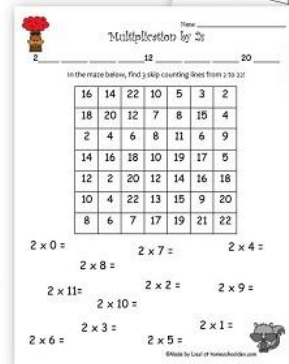 Name
Multiplication by 2s
2 12 20
In the maze below, find 3 skip counting lines from 2 to 22!
16 14 22 10 5 3 2
18 20 12 7 8 15 4
2 4 6 8 11 6 9
14 16 18 10 19 17 5
12 2 20 12 14 16 18
10 4 22 13 15 9 20
8 6 7 17 19 21 22
2 x 0 = 2 x 7 = 2 x 4 =
2 x 8 =
2 x 11= 2 x 2 = 2 x 9 =
2 x 10 =
2 x 3 = 2 x 1 =
2 x 6 = 2 x 5 =
©Made by Liesl at homeschoolden.com